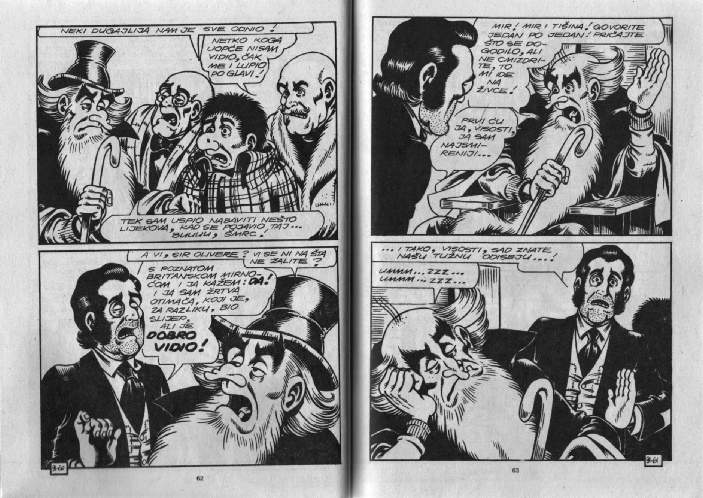 NEKI DUGAJLIJA NAM JE SVE ODNIO!
NETKO KOGA
UOPĆE NISAM
VIDIO, ČAK
ME I LUPIO
PO GLAVI!
TEK SAM USPIO NABAVITI NEŠTO
LIJEKOVA, KAD SE POJAVIO TAJ...
BUUUU, ŠMRC!
A VI, SIR OLIVERE? VI SE NI NA ŠTA
NE ŽALITE?
S POZNATOM
BRITANSKOM MIRNO-
ĆOM I JA KAŽEM: DA!
I JA SAM ŽRTVA
OTIMAČA, KOJI JE,
ZA RAZLIKU, BIO
SLIJEP,
ALI JE
DOBRO
VIDIO!
62
MIR! MIR I TIŠINA! GOVORITE
JEDAN PO JEDAN! PRIČAJTE
ŠTO SE DO-
GODILO, ALI
NE CMIZDRI-
TE, TO
MI IDE
NA
ŽIVCE!
PRVI ĆU
JA, VISOSTI,
JA SAM
NAJSMI-
RENIJI...
... I TAKO, VISOSTI, SAD ZNATE
NAŠU TUŽNU ODISEJU....!
UMMM...ZZZ...
UMMM...ZZZ...
63